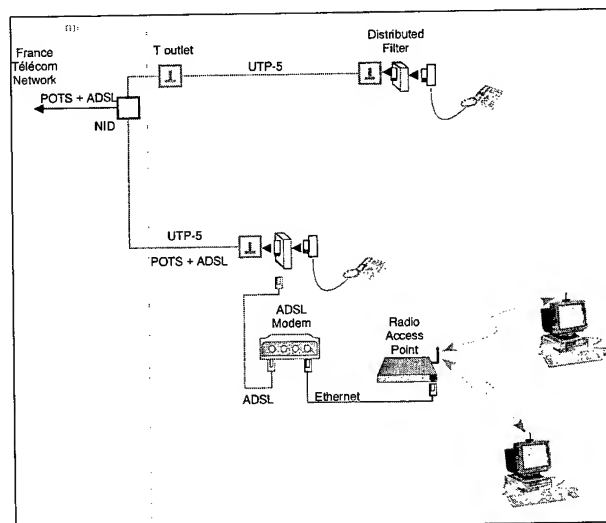 France
Télécom
Network
T outlet
Distributed
Filter
UTP-5
POTS + ADSL
NID
UTP-5
POTS + ADSL
ADSL
Modem
Radio
Access
Point
ADSL
Ethernet